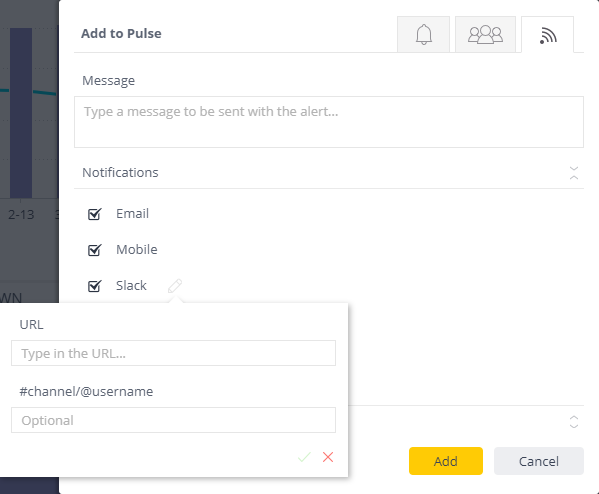 Add to Pulse
Message
Type a message to be sent with the alert...
Notifications
2-13
Email
Mobile
Slack
WN
URL
Type in the URL...
#channel/@username
Optional
Add
Cancel